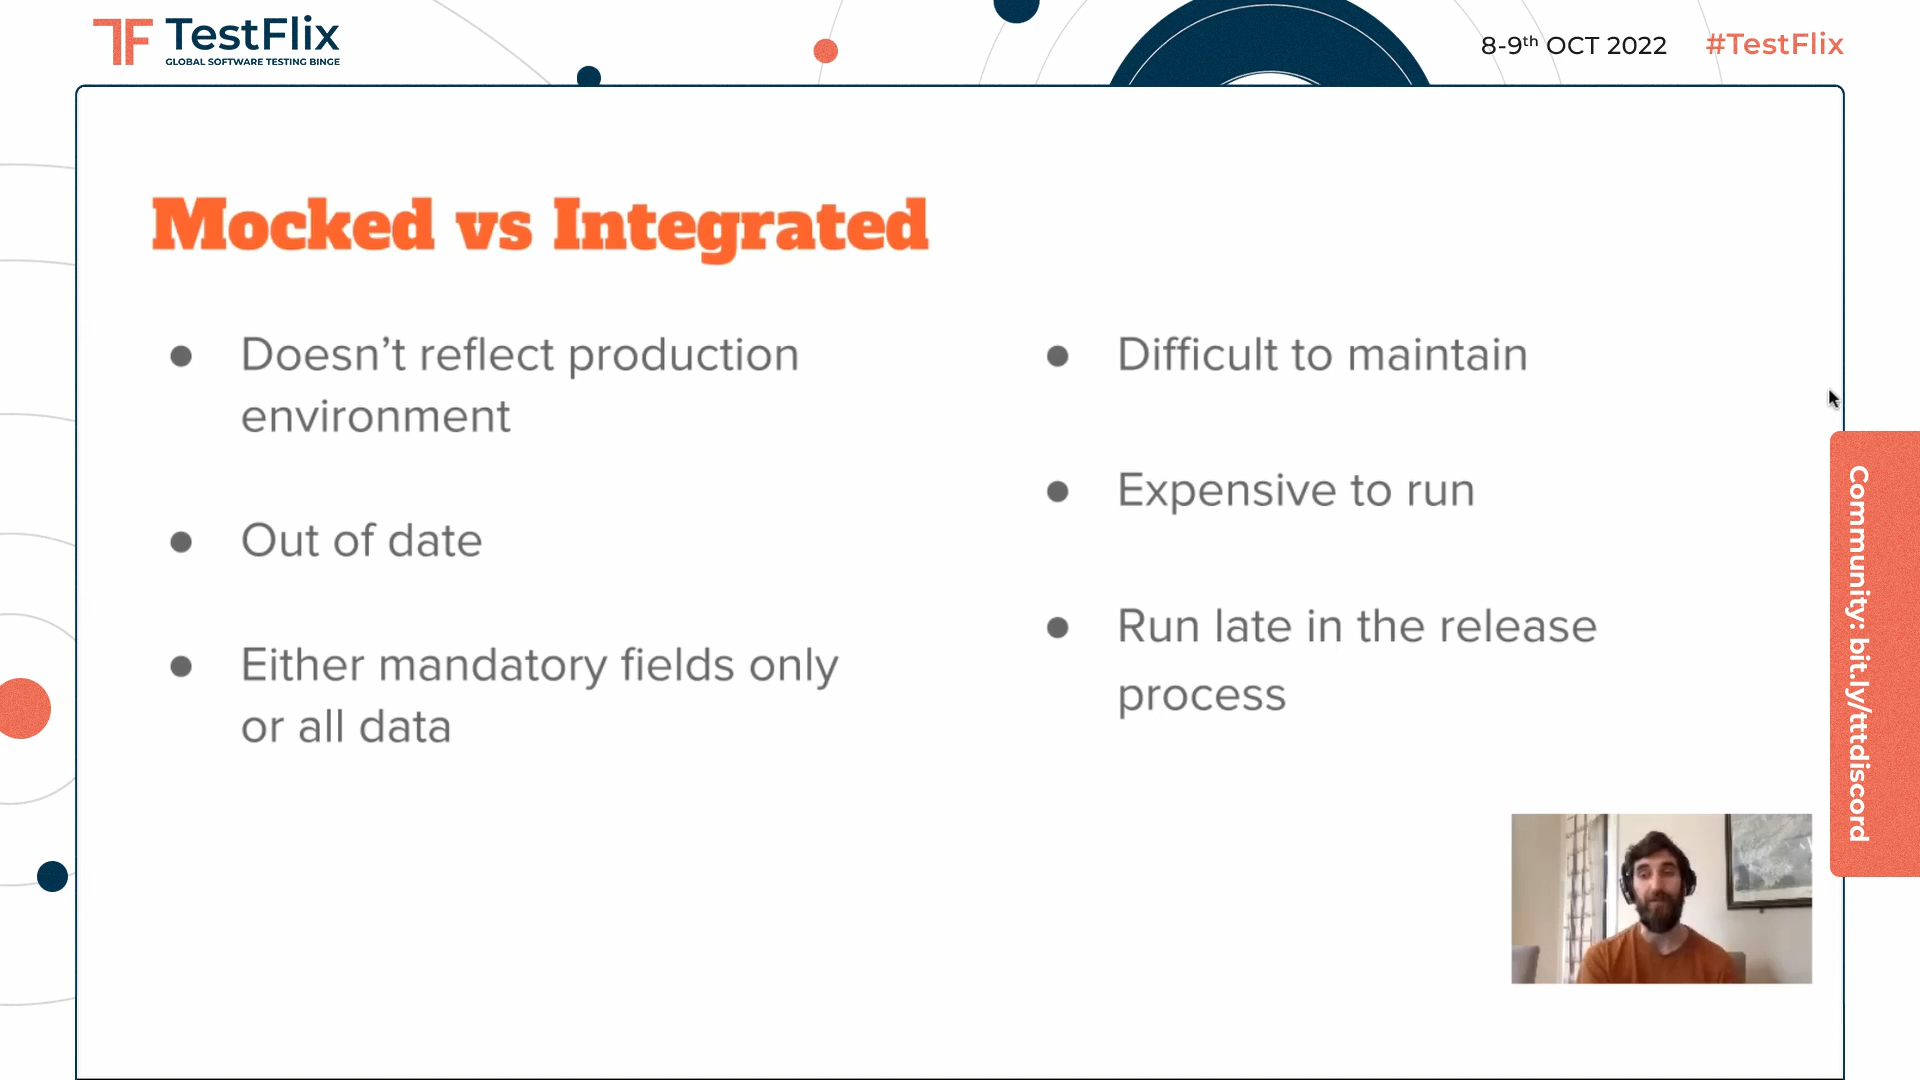 TF TestFlix
GLOBAL SOFTWARE TESTING BINGE
8-9th OCT 2022
#TestFlix
Mocked vs Integrated
● Doesn’t reflect production
environment
● Out of date
● Either mandatory fields only
or all data
● Difficult to maintain
● Expensive to run
● Run late in the release
process
Community: bit.ly/tttdiscord